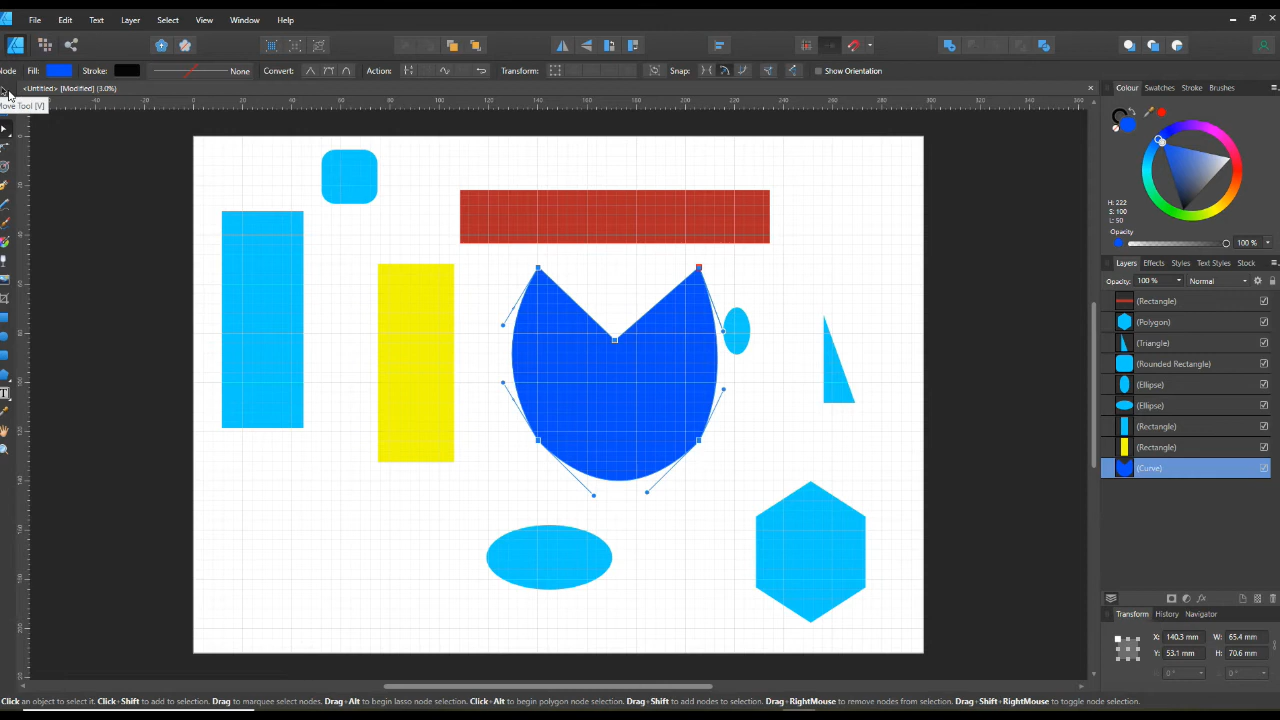 File Edit Text Layer Select View Window Help
Node Fill: Stroke: None Convert: Action: Transform: Snap: Show Orientation
<Untitled> [Modified] (3.0%)
Move Tool [V]
Colour Swatches Stroke Brushes
H: 222
S: 100
L: 50
Opacity
100 %
Layers Effects Styles Text Styles Stock
Opacity: 100 % Normal
(Rectangle)
(Polygon)
(Triangle)
(Rounded Rectangle)
(Ellipse)
(Ellipse)
(Rectangle)
(Rectangle)
(Curve)
Transform History Navigator
X: 140.3 mm W: 65.4 mm
Y: 53.1 mm H: 70.6 mm
0 ° 0 °
Click an object to select it. Click+Shift to add to selection. Drag to marquee select nodes. Drag+Alt to begin lasso node selection. Click+Alt to begin polygon node selection. Drag+Shift to add nodes to selection. Drag+RightMouse to remove nodes from selection. Drag+Shift+RightMouse to toggle node selection.